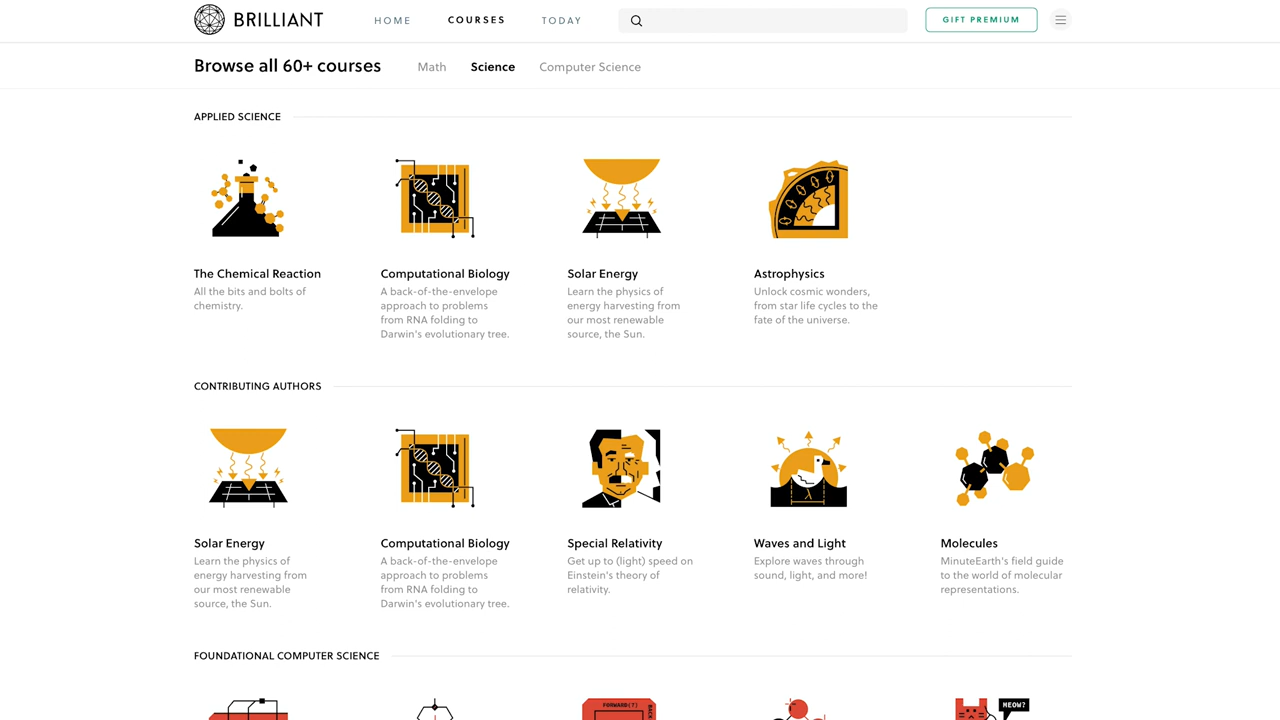 BRILLIANT
HOME COURSES TODAY
GIFT PREMIUM
Browse all 60+ courses
Math Science Computer Science
APPLIED SCIENCE
The Chemical Reaction
All the bits and bolts of
chemistry.
Computational Biology
A back-of-the-envelope
approach to problems
from RNA folding to
Darwin's evolutionary tree.
Solar Energy
Learn the physics of
energy harvesting from
our most renewable
source, the Sun.
Astrophysics
Unlock cosmic wonders,
from star life cycles to the
fate of the universe.
CONTRIBUTING AUTHORS
Solar Energy
Learn the physics of
energy harvesting from
our most renewable
source, the Sun.
Computational Biology
A back-of-the-envelope
approach to problems
from RNA folding to
Darwin's evolutionary tree.
Special Relativity
Get up to (light) speed on
Einstein's theory of
relativity.
λ
Waves and Light
Explore waves through
sound, light, and more!
Molecules
MinuteEarth's field guide
to the world of molecular
representations.
FOUNDATIONAL COMPUTER SCIENCE
FORWARD(7)
BACK
MEOW?